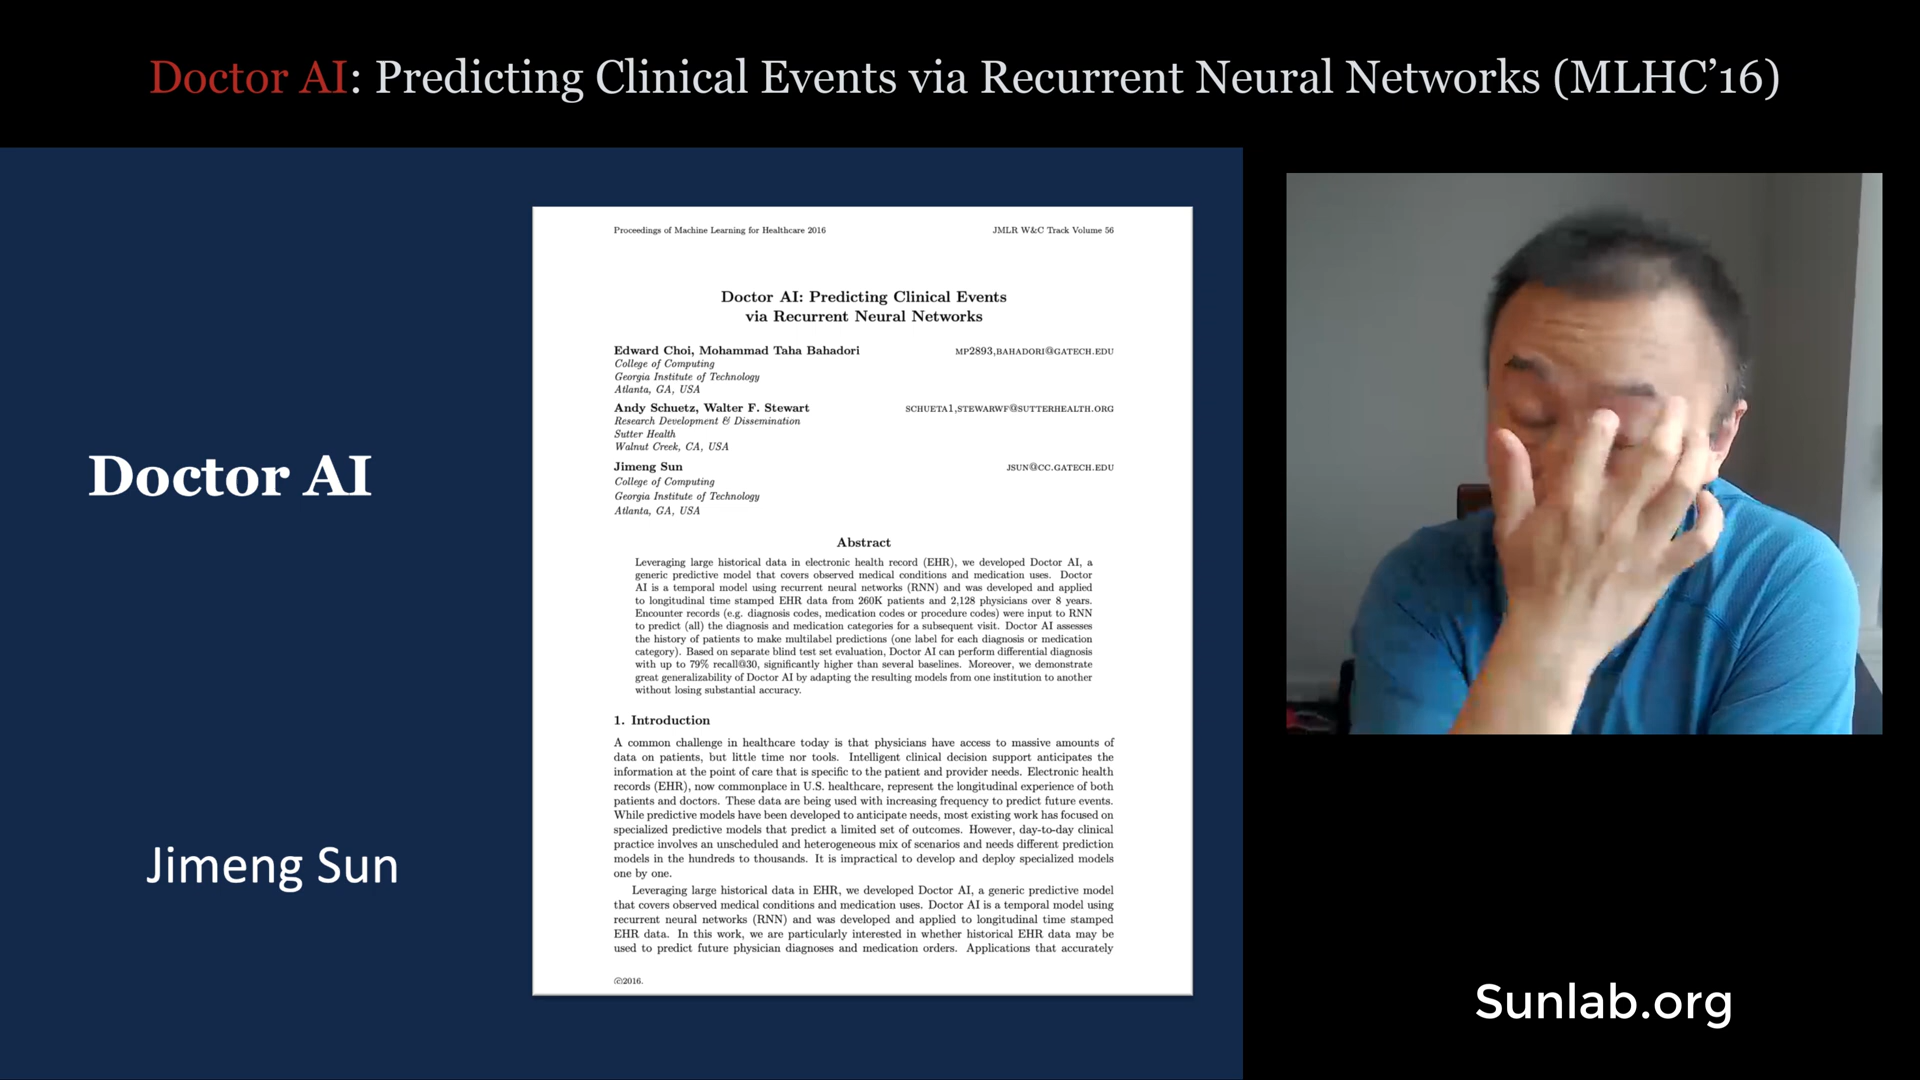 Doctor AI: Predicting Clinical Events via Recurrent Neural Networks (MLHC’16)
Doctor AI
Jimeng Sun
Proceedings of Machine Learning for Healthcare 2016 JMLR W&C Track Volume 56
Doctor AI: Predicting Clinical Events
via Recurrent Neural Networks
Edward Choi, Mohammad Taha Bahadori MP2893,BAHADORI@GATECH.EDU
College of Computing
Georgia Institute of Technology
Atlanta, GA, USA
Andy Schuetz, Walter F. Stewart SCHUETA1,STEWARWF@SUTTERHEALTH.ORG
Research Development & Dissemination
Sutter Health
Walnut Creek, CA, USA
Jimeng Sun JSUN@CC.GATECH.EDU
College of Computing
Georgia Institute of Technology
Atlanta, GA, USA
Abstract
Leveraging large historical data in electronic health record (EHR), we developed Doctor AI, a
generic predictive model that covers observed medical conditions and medication uses. Doctor
AI is a temporal model using recurrent neural networks (RNN) and was developed and applied
to longitudinal time stamped EHR data from 260K patients and 2,128 physicians over 8 years.
Encounter records (e.g. diagnosis codes, medication codes or procedure codes) were input to RNN
to predict (all) the diagnosis and medication categories for a subsequent visit. Doctor AI assesses
the history of patients to make multilabel predictions (one label for each diagnosis or medication
category). Based on separate blind test set evaluation, Doctor AI can perform differential diagnosis
with up to 79% recall@30, significantly higher than several baselines. Moreover, we demonstrate
great generalizability of Doctor AI by adapting the resulting models from one institution to another
without losing substantial accuracy.
1. Introduction
A common challenge in healthcare today is that physicians have access to massive amounts of
data on patients, but little time nor tools. Intelligent clinical decision support anticipates the
information at the point of care that is specific to the patient and provider needs. Electronic health
records (EHR), now commonplace in U.S. healthcare, represent the longitudinal experience of both
patients and doctors. These data are being used with increasing frequency to predict future events.
While predictive models have been developed to anticipate needs, most existing work has focused on
specialized predictive models that predict a limited set of outcomes. However, day-to-day clinical
practice involves an unscheduled and heterogeneous mix of scenarios and needs different prediction
models in the hundreds to thousands. It is impractical to develop and deploy specialized models
one by one.
Leveraging large historical data in EHR, we developed Doctor AI, a generic predictive model
that covers observed medical conditions and medication uses. Doctor AI is a temporal model using
recurrent neural networks (RNN) and was developed and applied to longitudinal time stamped
EHR data. In this work, we are particularly interested in whether historical EHR data may be
used to predict future physician diagnoses and medication orders. Applications that accurately
©2016.
Sunlab.org